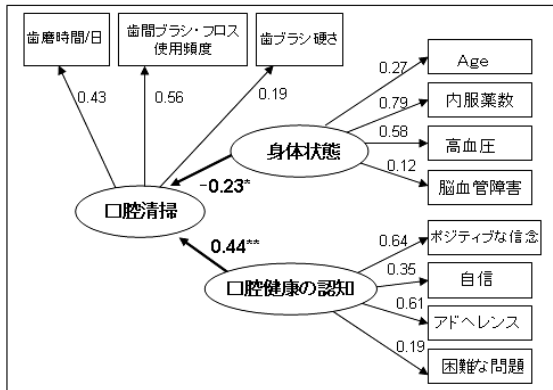 歯磨時間/日
歯間ブラシ・フロス
使用頻度
歯ブラシ硬さ
0.43
0.56
0.19
0.27
Age
0.79
内服薬数
0.58
高血圧
0.12
脳血管障害
身体状態
-0.23*
口腔清掃
0.44**
口腔健康の認知
0.64
ポジティブな信念
0.35
自信
0.61
アドヘレンス
0.19
困難な問題